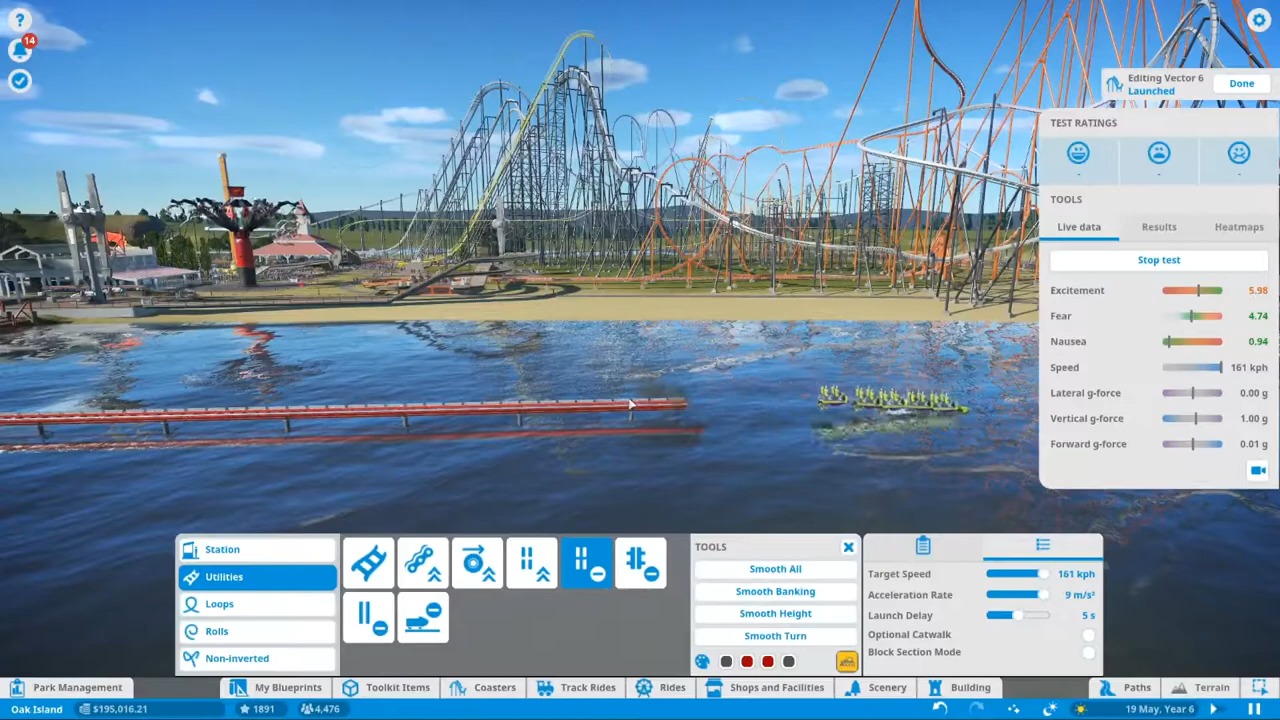 ?
14
Editing Vector 6
Launched
Done
TEST RATINGS
- - -
TOOLS
Live data Results Heatmaps
Stop test
Excitement 5.98
Fear 4.74
Nausea 0.94
Speed 161 kph
Lateral g-force 0.00 g
Vertical g-force 1.00 g
Forward g-force 0.01 g
Station
Utilities
Loops
Rolls
Non-inverted
TOOLS
Smooth All
Smooth Banking
Smooth Height
Smooth Turn
Target Speed 161 kph
Acceleration Rate 9 m/s²
Launch Delay 5 s
Optional Catwalk
Block Section Mode
Park Management My Blueprints Toolkit Items Coasters Track Rides Rides Shops and Facilities Scenery Building Paths Terrain
Oak Island $195,016.21 1891 4,476 19 May, Year 6